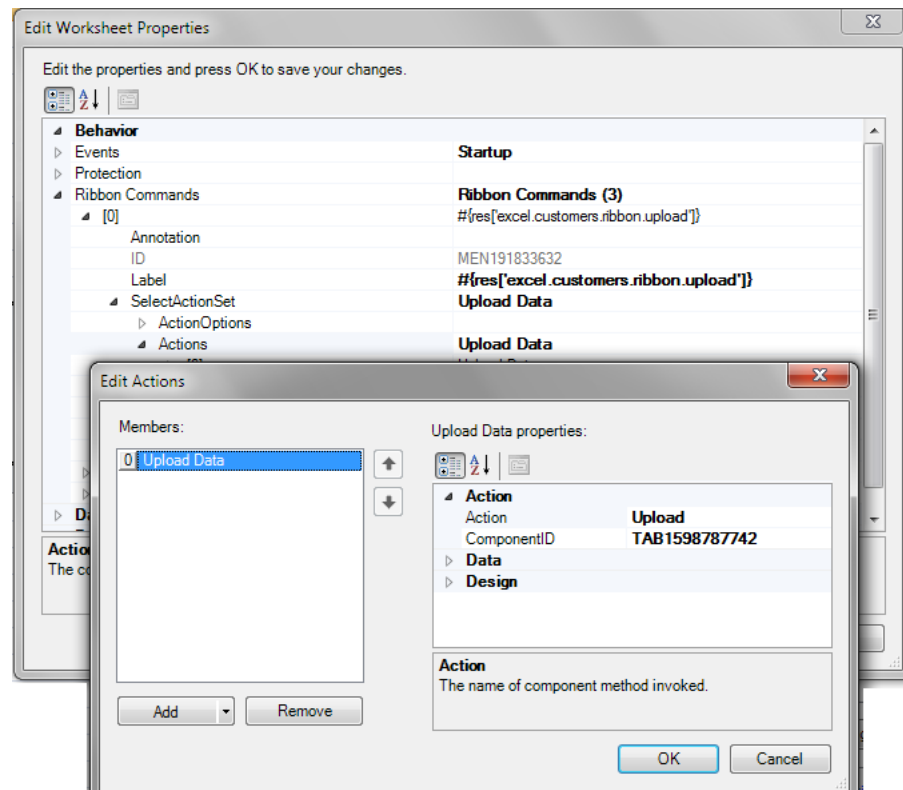 Edit Worksheet Properties
Edit the properties and press OK to save your changes.
Behavior
Events Startup
Protection
Ribbon Commands Ribbon Commands (3)
[0] #{res['excel.customers.ribbon.upload']}
Annotation
ID MEN191833632
Label #{res['excel.customers.ribbon.upload']}
SelectActionSet Upload Data
ActionOptions
Actions Upload Data
Edit Actions
Members:
0 Upload Data
Upload Data properties:
Action
Action Upload
ComponentID TAB1598787742
Data
Design
Action
The name of component method invoked.
Add Remove
OK Cancel
Actio
The co